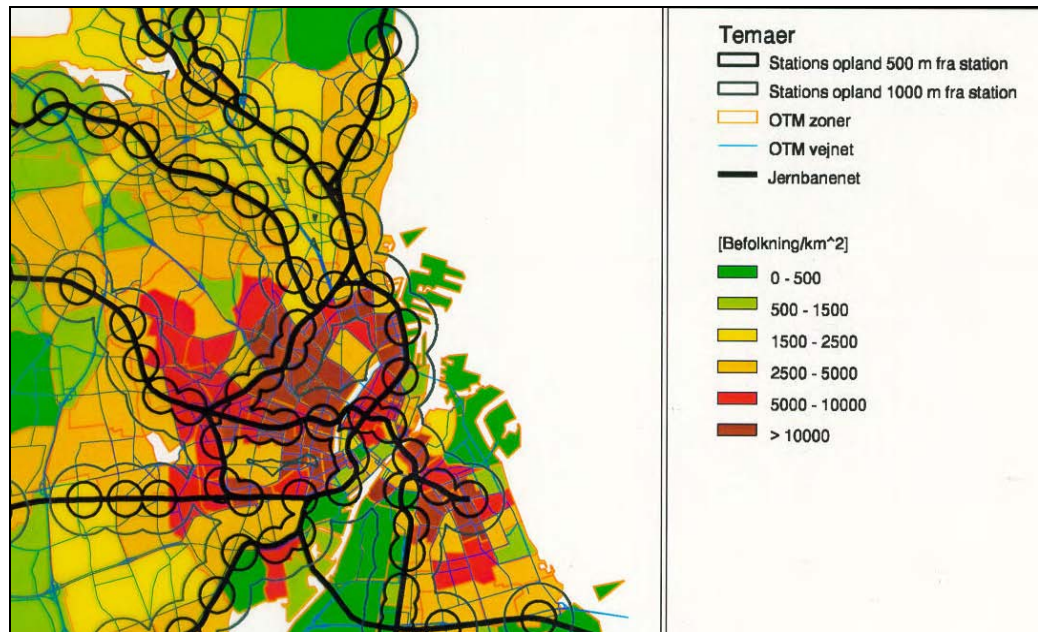 Temaer
Stations opland 500 m fra station
Stations opland 1000 m fra station
OTM zoner
OTM vejnet
Jernbanenet
[Befolkning/km^2]
0 - 500
500 - 1500
1500 - 2500
2500 - 5000
5000 - 10000
> 10000